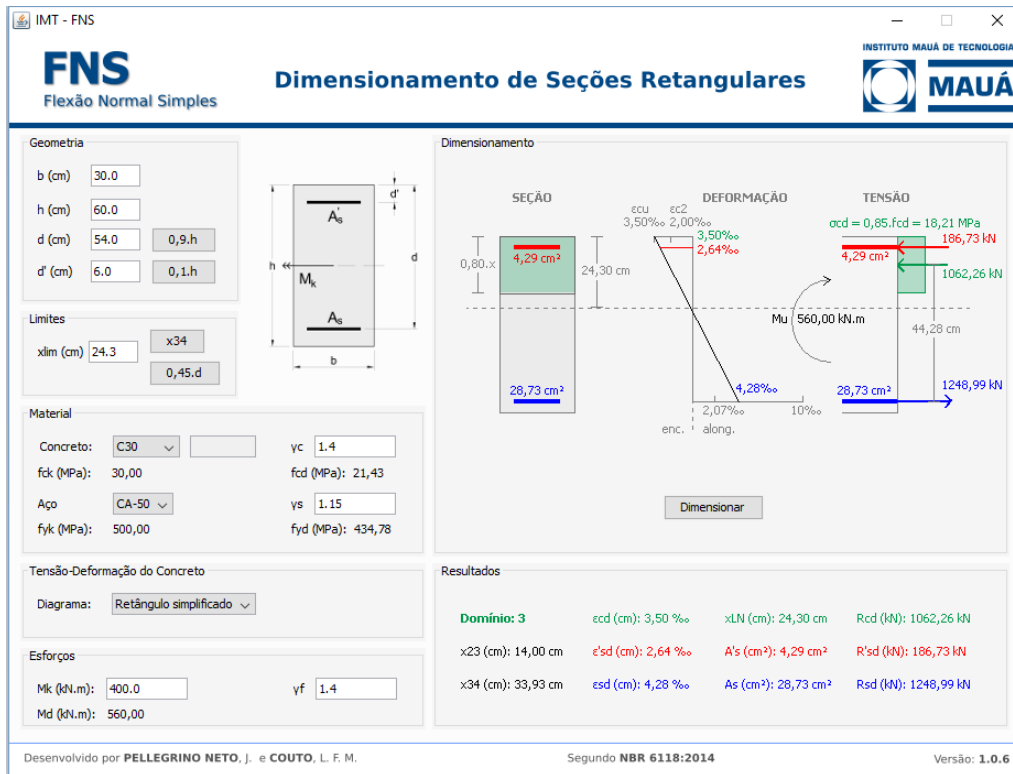 IMT - FNS
FNS
Flexão Normal Simples
Dimensionamento de Seções Retangulares
INSTITUTO MAUÁ DE TECNOLOGIA
MAUÁ
Geometria
b (cm) 30.0
h (cm) 60.0
d (cm) 54.0 0,9.h
d' (cm) 6.0 0,1.h
d'
A's
h
d
Mk
As
b
Limites
xlim (cm) 24.3 x34
0,45.d
Material
Concreto: C30 γc 1.4
fck (MPa): 30,00 fcd (MPa): 21,43
Aço CA-50 γs 1.15
fyk (MPa): 500,00 fyd (MPa): 434,78
Tensão-Deformação do Concreto
Diagrama: Retângulo simplificado
Esforços
Mk (kN.m): 400.0 γf 1.4
Md (kN.m): 560,00
Dimensionamento
SEÇÃO DEFORMAÇÃO TENSÃO
εcu εc2
3,50‰ 2,00‰
σcd = 0,85.fcd = 18,21 MPa
3,50‰
2,64‰
186,73 kN
4,29 cm² 4,29 cm²
0,80.x
24,30 cm
1062,26 kN
Mu 560,00 kN.m
44,28 cm
28,73 cm² 4,28‰ 28,73 cm² 1248,99 kN
2,07‰ 10‰
enc. along.
Dimensionar
Resultados
Domínio: 3 εcd (cm): 3,50 ‰ xLN (cm): 24,30 cm Rcd (kN): 1062,26 kN
x23 (cm): 14,00 cm ε'sd (cm): 2,64 ‰ A's (cm²): 4,29 cm² R'sd (kN): 186,73 kN
x34 (cm): 33,93 cm εsd (cm): 4,28 ‰ As (cm²): 28,73 cm² Rsd (kN): 1248,99 kN
Desenvolvido por PELLEGRINO NETO, J. e COUTO, L. F. M. Segundo NBR 6118:2014 Versão: 1.0.6